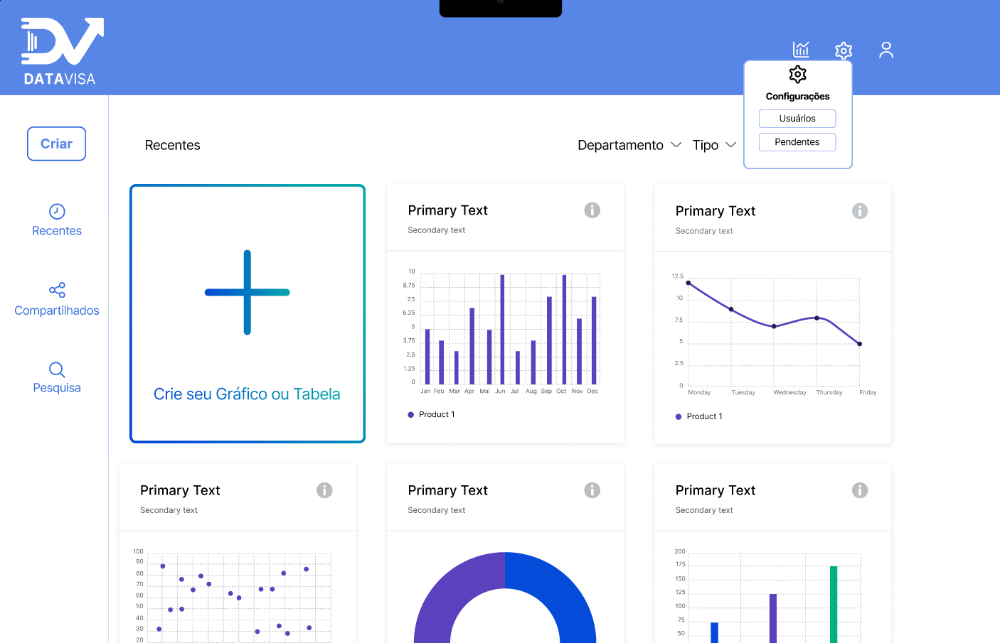 DV
DATAVISA
Configurações
Usuários
Pendentes
Criar
Recentes
Compartilhados
Pesquisa
Recentes
Departamento
Tipo
Crie seu Gráfico ou Tabela
Primary Text
Secondary text
10
8.75
7.5
6.25
5
3.75
2.5
1.25
0
Jan Feb Mar Apr Mai Jun Jul Aug Sep Oct Nov Dec
Product 1
Primary Text
Secondary text
12.5
10
7.5
5
2.5
0
Monday Tuesday Wednesday Thursday Friday
Product 1
Primary Text
Secondary text
100
90
80
70
60
50
40
30
20
Primary Text
Secondary text
Primary Text
Secondary text
200
175
150
125
100
75
50